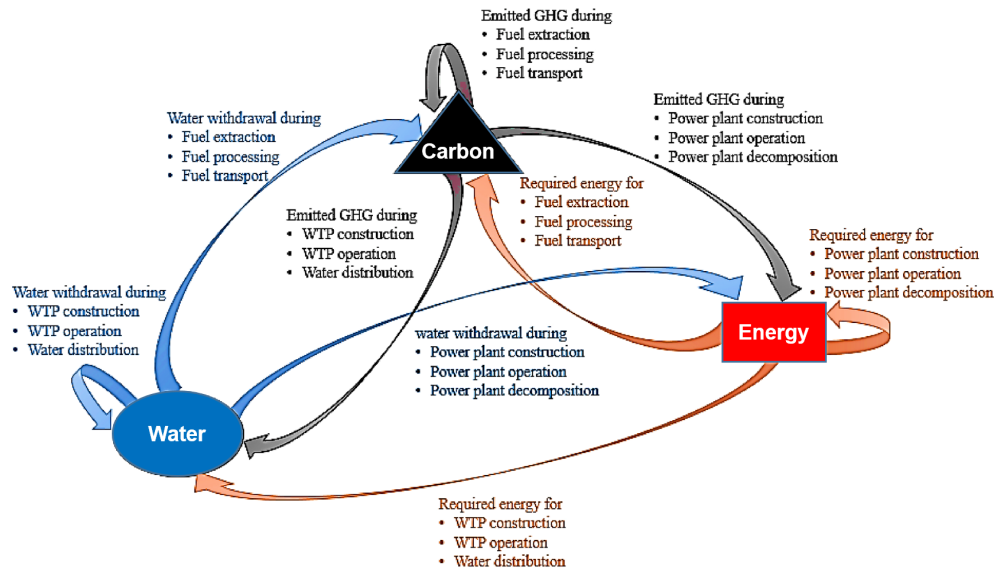 Emitted GHG during
• Fuel extraction
• Fuel processing
• Fuel transport
Emitted GHG during
• Power plant construction
• Power plant operation
• Power plant decomposition
Water withdrawal during
• Fuel extraction
• Fuel processing
• Fuel transport
Carbon
Required energy for
• Fuel extraction
• Fuel processing
• Fuel transport
Emitted GHG during
• WTP construction
• WTP operation
• Water distribution
Required energy for
• Power plant construction
• Power plant operation
• Power plant decomposition
Water withdrawal during
• WTP construction
• WTP operation
• Water distribution
Energy
water withdrawal during
• Power plant construction
• Power plant operation
• Power plant decomposition
Water
Required energy for
• WTP construction
• WTP operation
• Water distribution